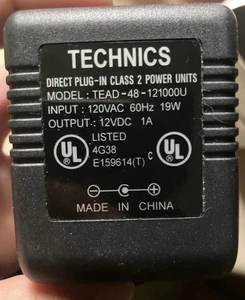 TECHNICS
DIRECT PLUG-IN CLASS 2 POWER UNITS
MODEL: TEAD-48-121000U
INPUT : 120VAC 60Hz 19W
OUTPUT: 12VDC 1A
LISTED
4G38
E159614(T)
UL
C UL
MADE IN CHINA